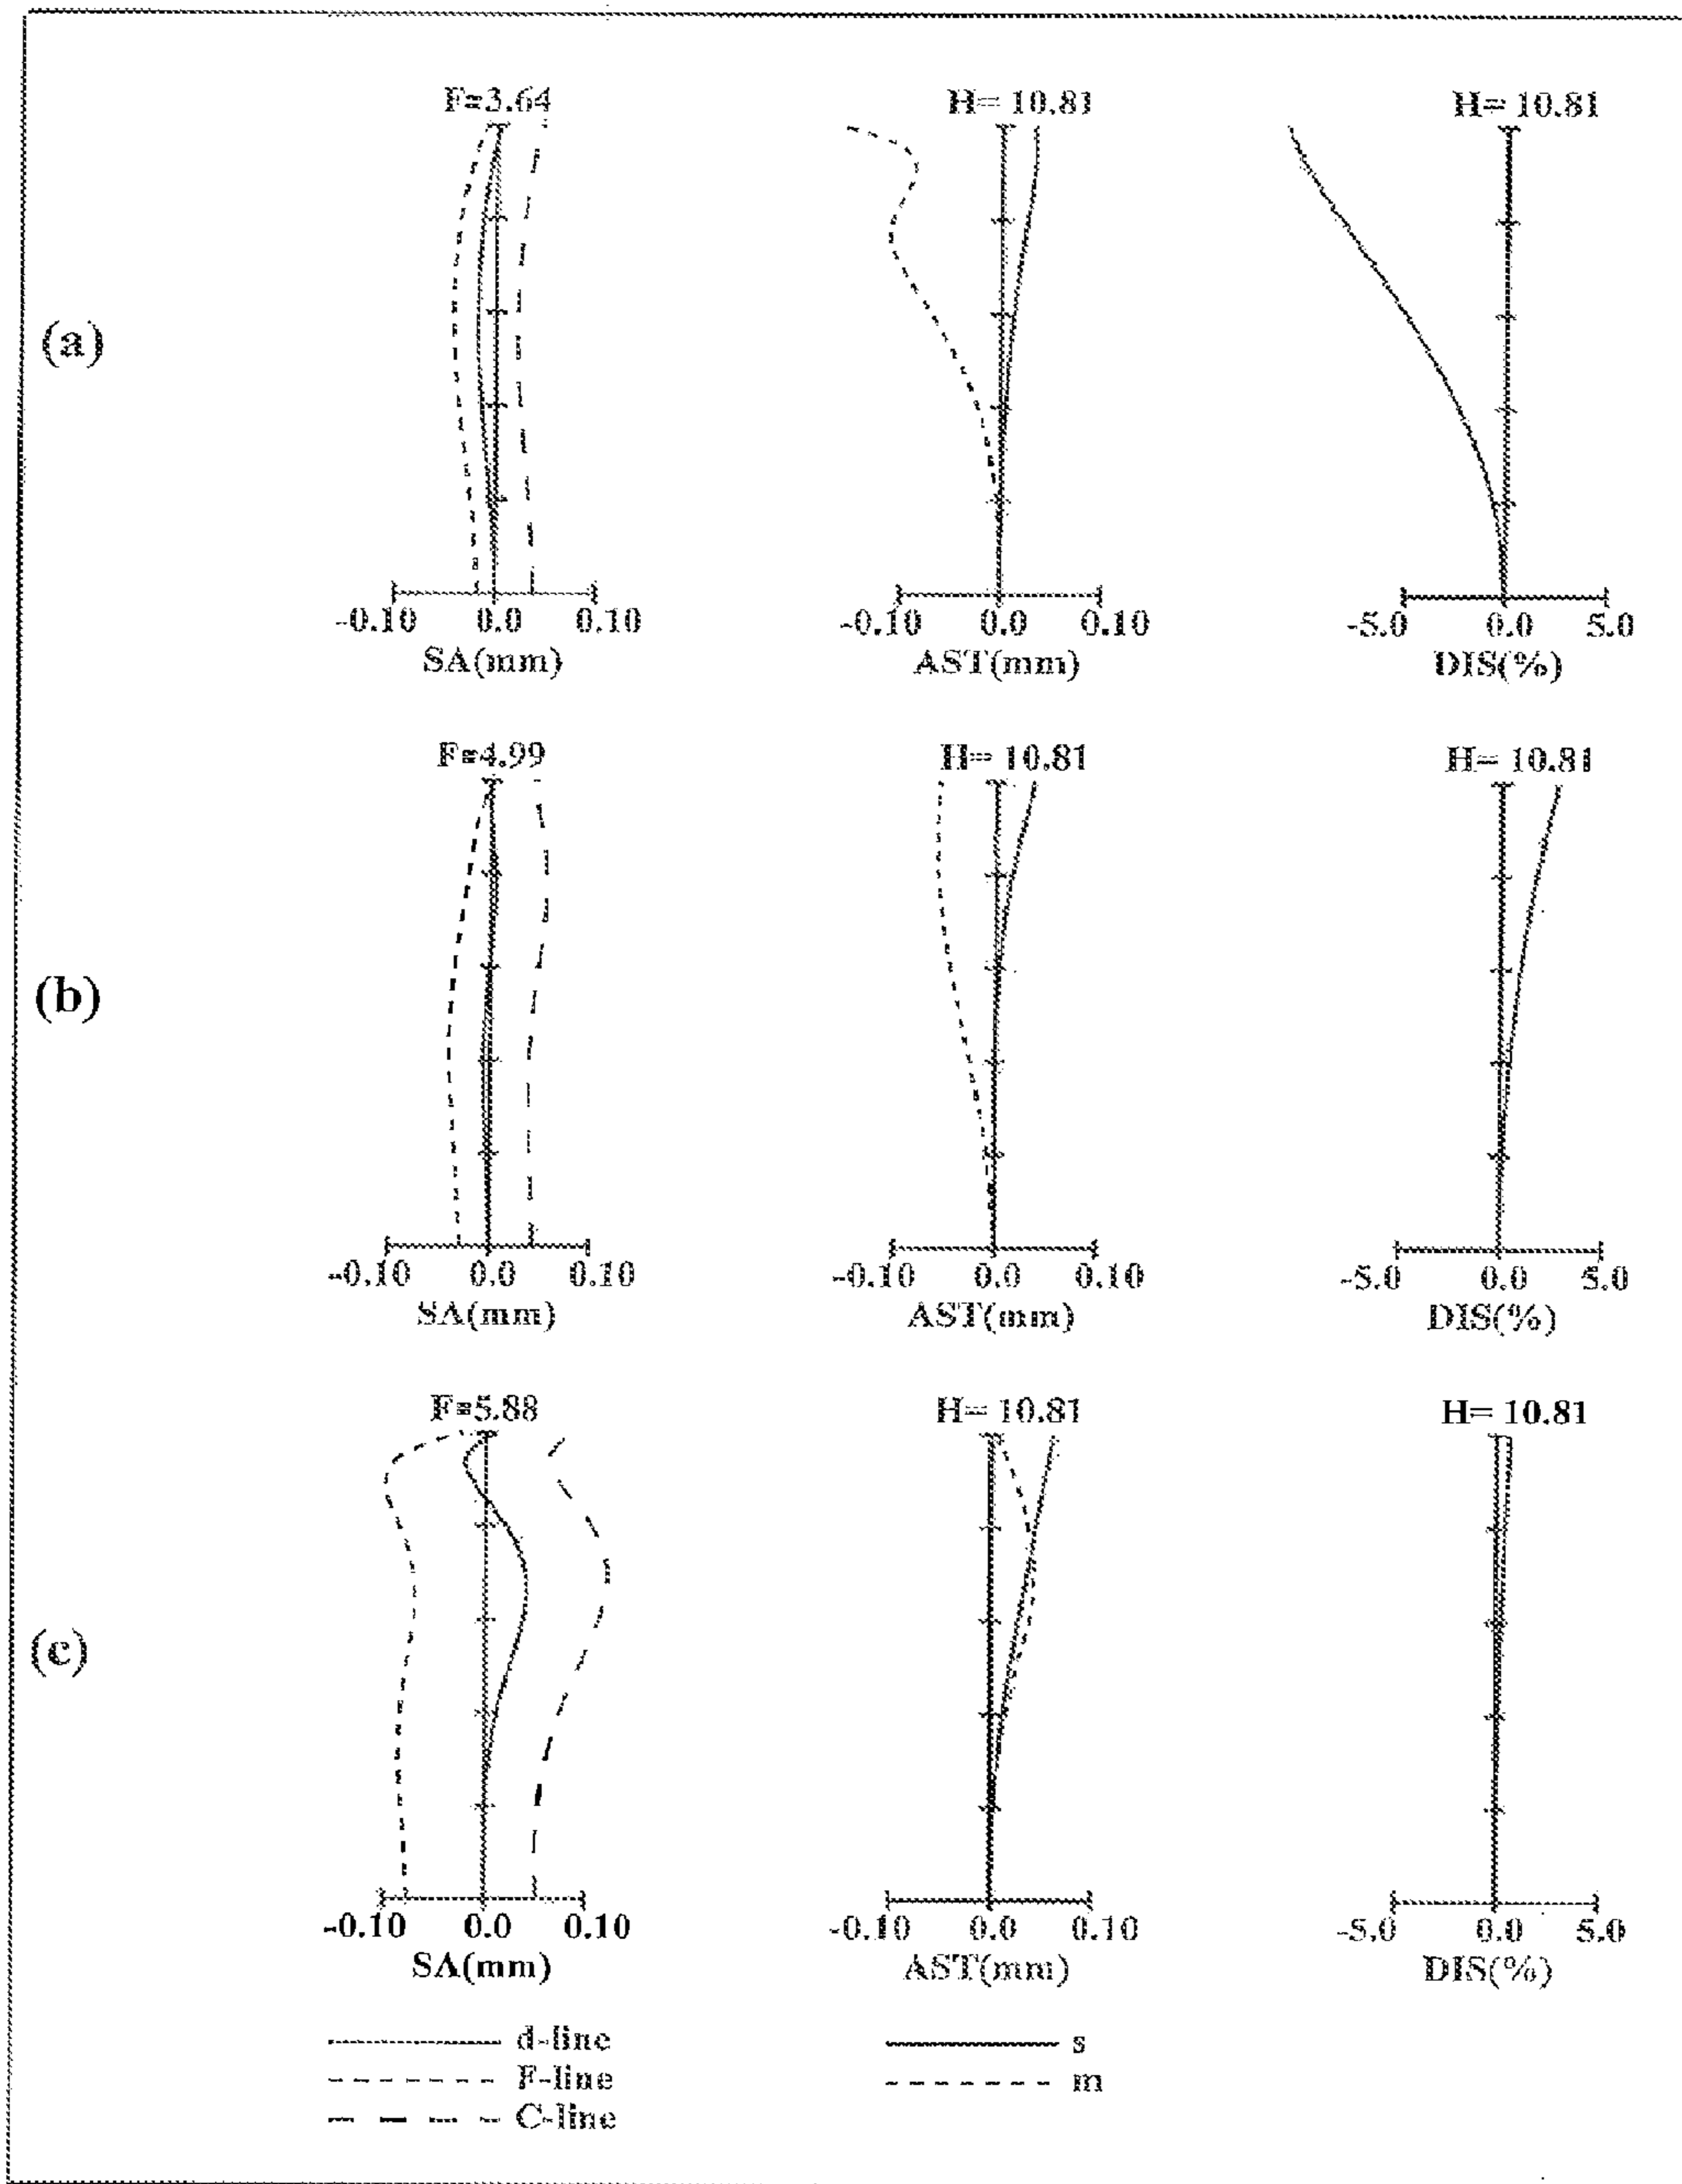 (a)
F=3.64
H= 10.81
H= 10.81
-0.10 0.0 0.10
SA(mm)
-0.10 0.0 0.10
AST(mm)
-5.0 0.0 5.0
DIS(%)
(b)
F=4.99
H= 10.81
H= 10.81
-0.10 0.0 0.10
SA(mm)
-0.10 0.0 0.10
AST(mm)
-5.0 0.0 5.0
DIS(%)
(c)
F=5.88
H= 10.81
H= 10.81
-0.10 0.0 0.10
SA(mm)
-0.10 0.0 0.10
AST(mm)
-5.0 0.0 5.0
DIS(%)
d-line
F-line
C-line
s
m